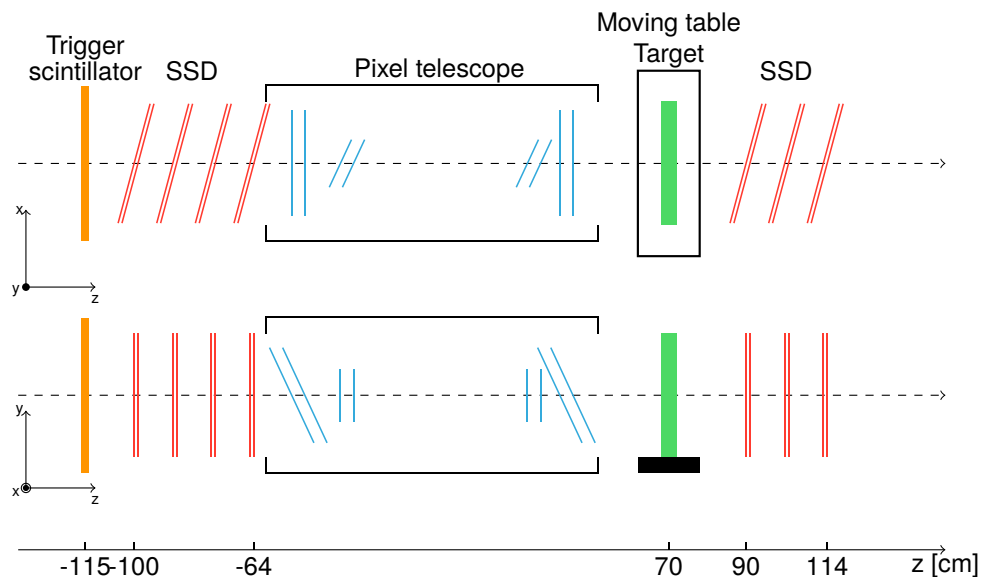 Moving table
Trigger
scintillator
SSD
Pixel telescope
Target
SSD
x
y
z
y
x
z
-115
-100
-64
70
90
114
z [cm]